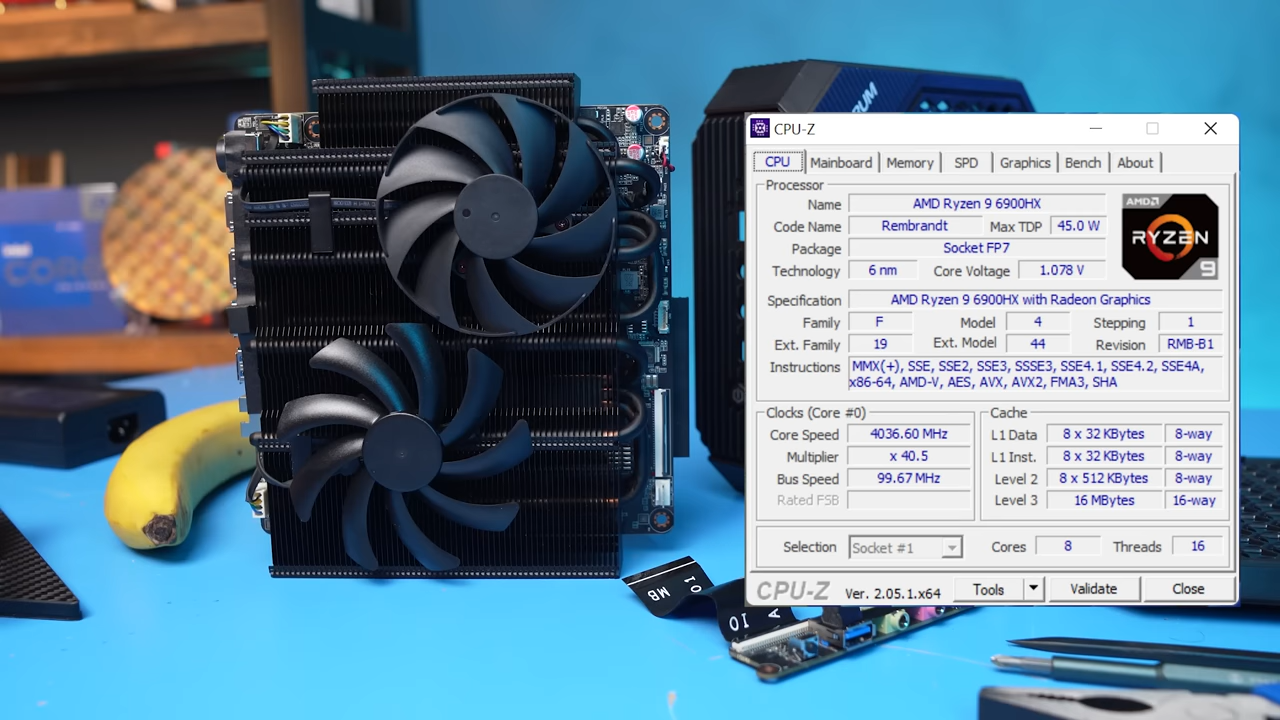 CPU-Z
CPU Mainboard Memory SPD Graphics Bench About
Processor
Name AMD Ryzen 9 6900HX
Code Name Rembrandt Max TDP 45.0 W
Package Socket FP7
Technology 6 nm Core Voltage 1.078 V
AMD
RYZEN
9
Specification AMD Ryzen 9 6900HX with Radeon Graphics
Family F Model 4 Stepping 1
Ext. Family 19 Ext. Model 44 Revision RMB-B1
Instructions MMX(+), SSE, SSE2, SSE3, SSSE3, SSE4.1, SSE4.2, SSE4A,
x86-64, AMD-V, AES, AVX, AVX2, FMA3, SHA
Clocks (Core #0)
Core Speed 4036.60 MHz
Multiplier x 40.5
Bus Speed 99.67 MHz
Rated FSB
Cache
L1 Data 8 x 32 KBytes 8-way
L1 Inst. 8 x 32 KBytes 8-way
Level 2 8 x 512 KBytes 8-way
Level 3 16 MBytes 16-way
Selection Socket #1 Cores 8 Threads 16
CPU-Z Ver. 2.05.1.x64 Tools Validate Close
intel
CORE
MB
IO
A